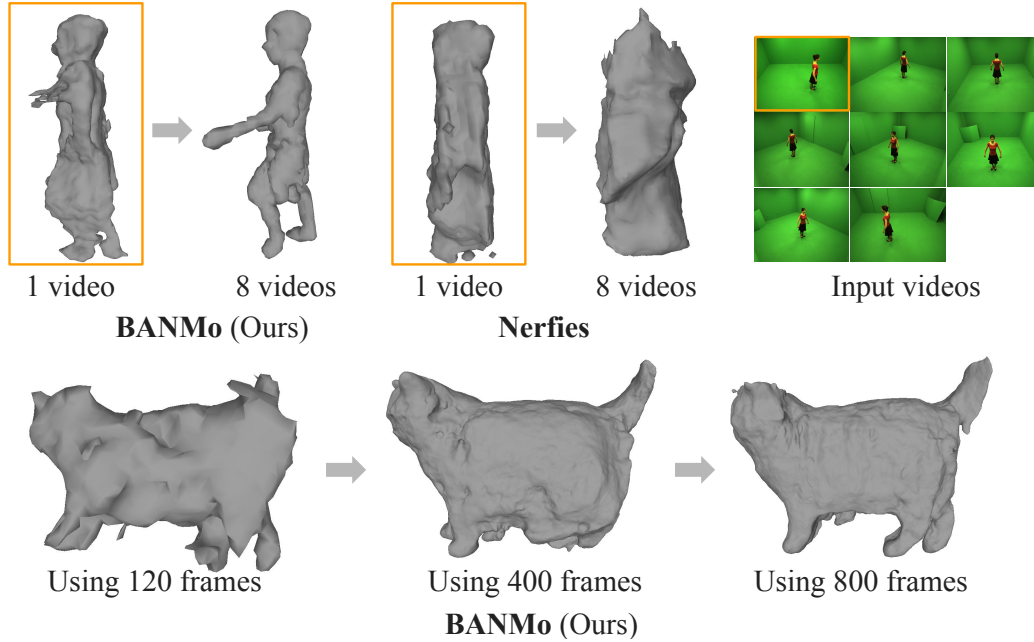 1 video
8 videos
1 video
8 videos
Input videos
BANMo (Ours)
Nerfies
Using 120 frames
Using 400 frames
Using 800 frames
BANMo (Ours)